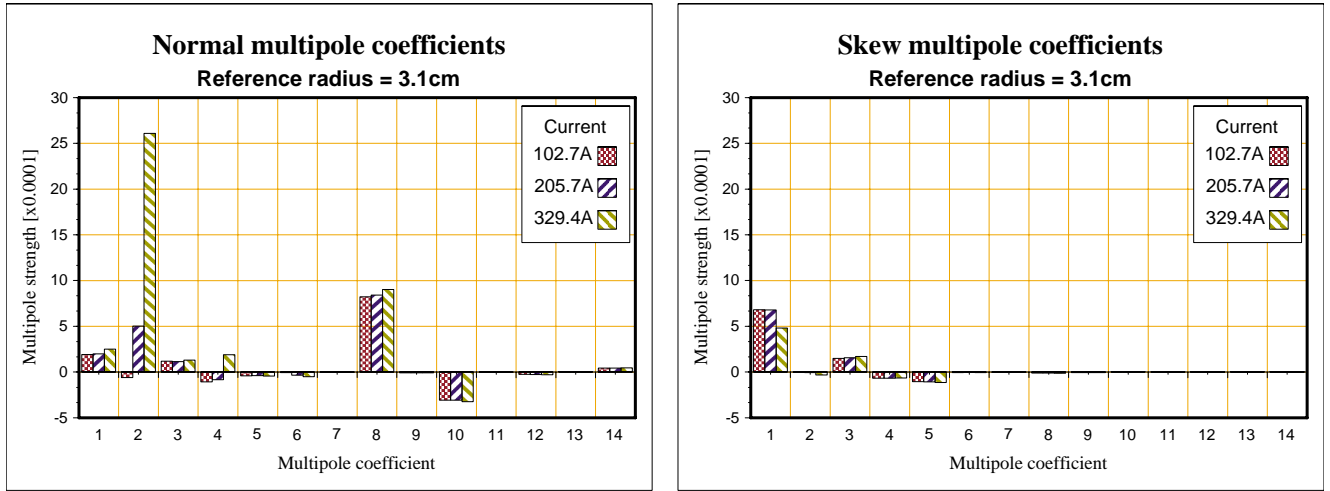 Normal multipole coefficients
Reference radius = 3.1cm
Multipole strength [x0.0001]
30
25
20
15
10
5
0
-5
Current
102.7A
205.7A
329.4A
1 2 3 4 5 6 7 8 9 10 11 12 13 14
Multipole coefficient
Skew multipole coefficients
Reference radius = 3.1cm
Multipole strength [x0.0001]
30
25
20
15
10
5
0
-5
Current
102.7A
205.7A
329.4A
1 2 3 4 5 6 7 8 9 10 11 12 13 14
Multipole coefficient